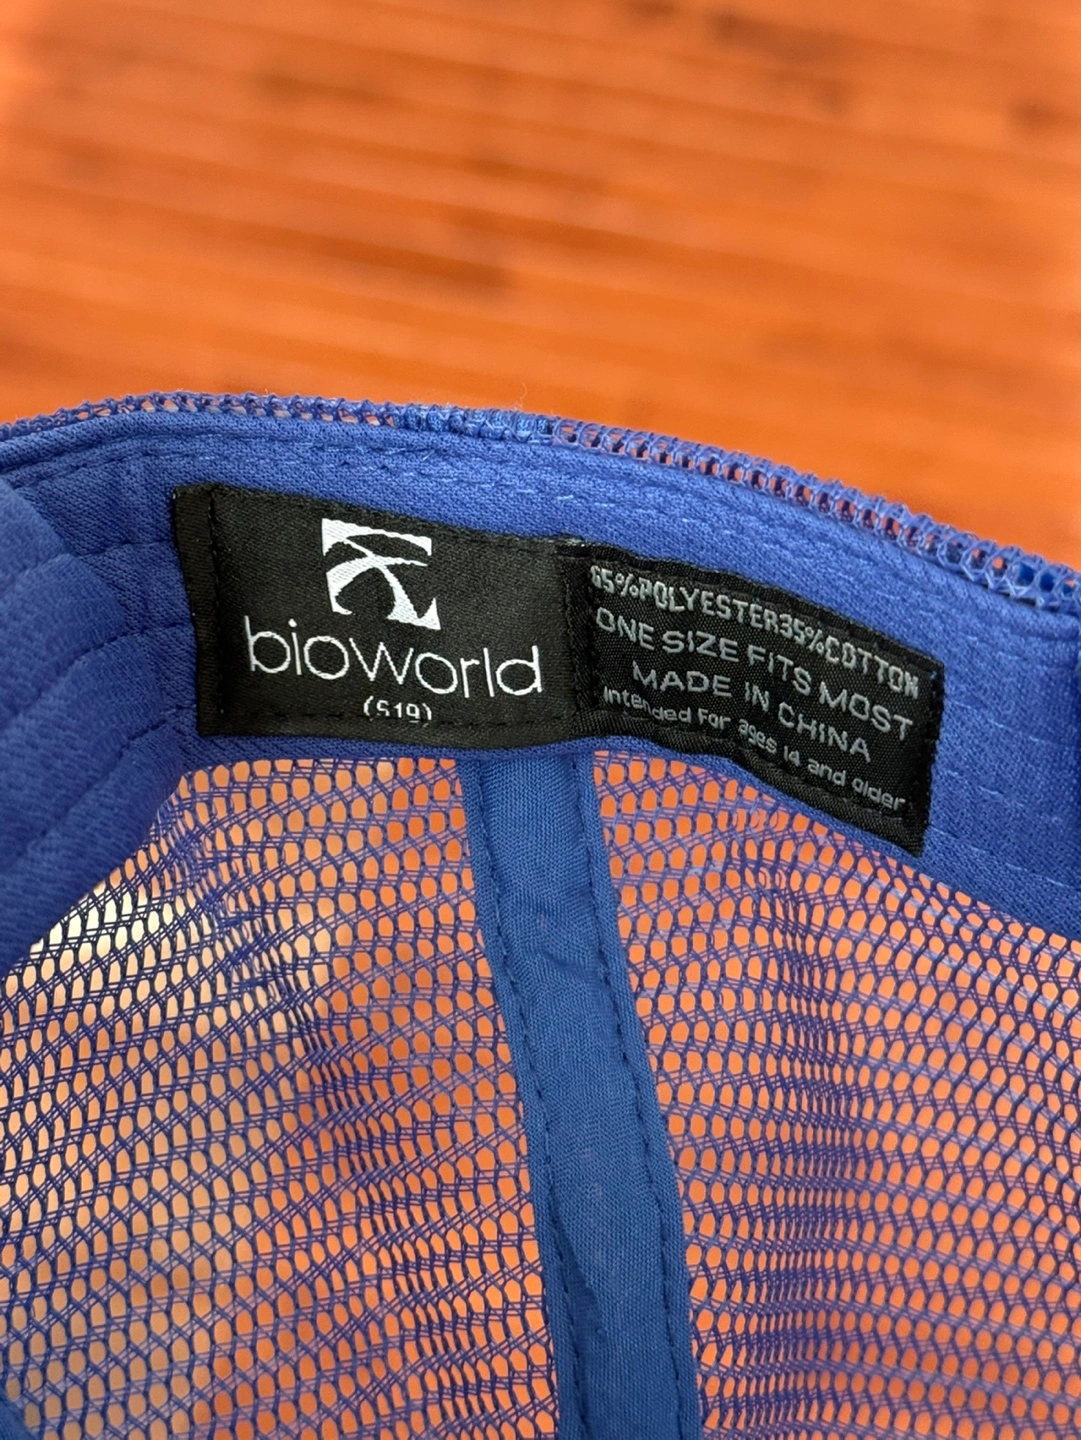 bioworld
(519)
65%POLYESTER35%COTTON
ONE SIZE FITS MOST
MADE IN CHINA
Intended For ages 14 and older